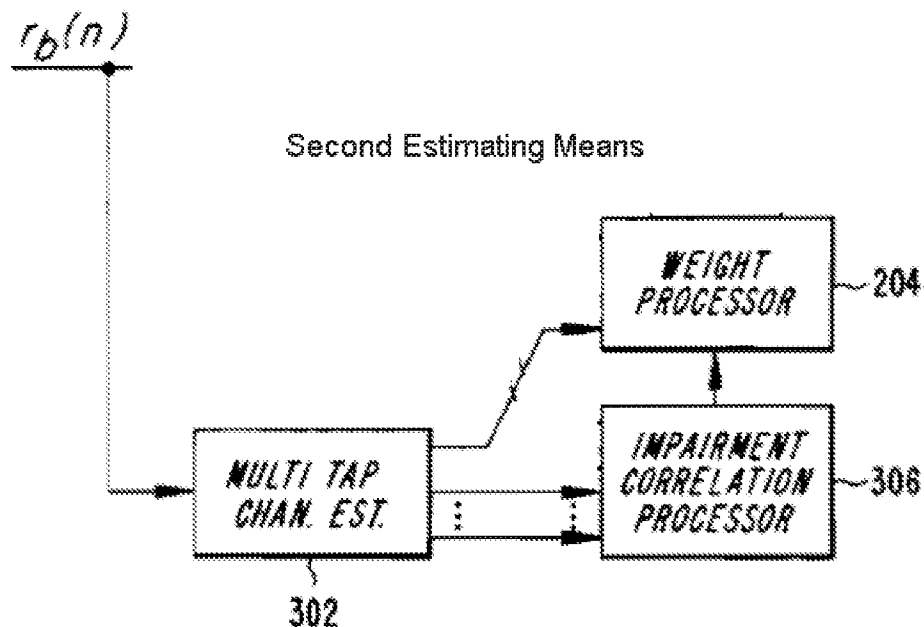 r_b(n)
Second Estimating Means
WEIGHT
PROCESSOR
204
MULTI TAP
CHAN. EST.
IMPAIRMENT
CORRELATION
PROCESSOR
306
302